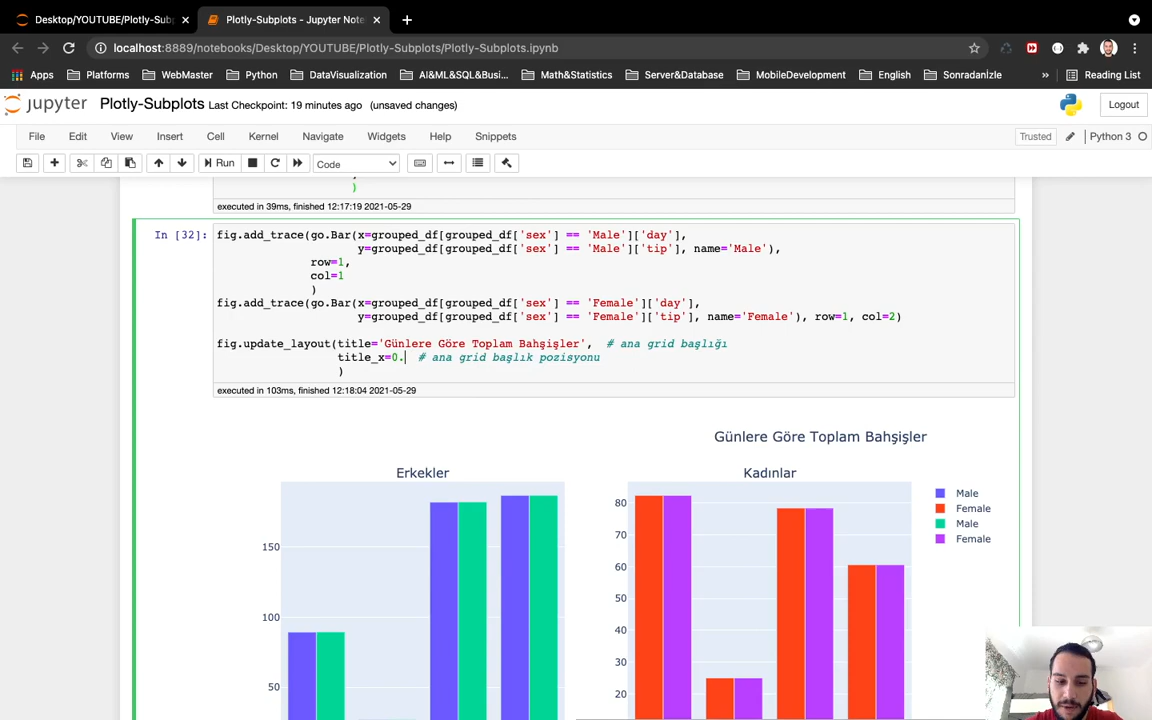 Desktop/YOUTUBE/Plotly-Subp
Plotly-Subplots - Jupyter Note
localhost:8889/notebooks/Desktop/YOUTUBE/Plotly-Subplots/Plotly-Subplots.ipynb
Apps Platforms WebMaster Python DataVisualization AI&ML&SQL&Busi... Math&Statistics Server&Database MobileDevelopment English Sonradanİzle » Reading List
jupyter Plotly-Subplots Last Checkpoint: 19 minutes ago (unsaved changes) Logout
File Edit View Insert Cell Kernel Navigate Widgets Help Snippets Trusted Python 3
Run Code
)
executed in 39ms, finished 12:17:19 2021-05-29
In [32]: fig.add_trace(go.Bar(x=grouped_df[grouped_df['sex'] == 'Male']['day'],
y=grouped_df[grouped_df['sex'] == 'Male']['tip'], name='Male'),
row=1,
col=1
)
fig.add_trace(go.Bar(x=grouped_df[grouped_df['sex'] == 'Female']['day'],
y=grouped_df[grouped_df['sex'] == 'Female']['tip'], name='Female'), row=1, col=2)
fig.update_layout(title='Günlere Göre Toplam Bahşişler', # ana grid başlığı
title_x=0. # ana grid başlık pozisyonu
)
executed in 103ms, finished 12:18:04 2021-05-29
Günlere Göre Toplam Bahşişler
Erkekler
Kadınlar
150
100
50
80
70
60
50
40
30
20
Male
Female
Male
Female